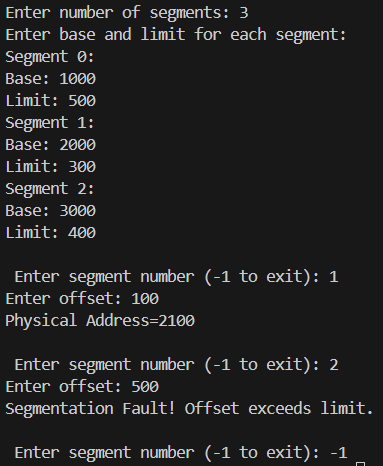 Enter number of segments: 3
Enter base and limit for each segment:
Segment 0:
Base: 1000
Limit: 500
Segment 1:
Base: 2000
Limit: 300
Segment 2:
Base: 3000
Limit: 400
Enter segment number (-1 to exit): 1
Enter offset: 100
Physical Address=2100
Enter segment number (-1 to exit): 2
Enter offset: 500
Segmentation Fault! Offset exceeds limit.
Enter segment number (-1 to exit): -1